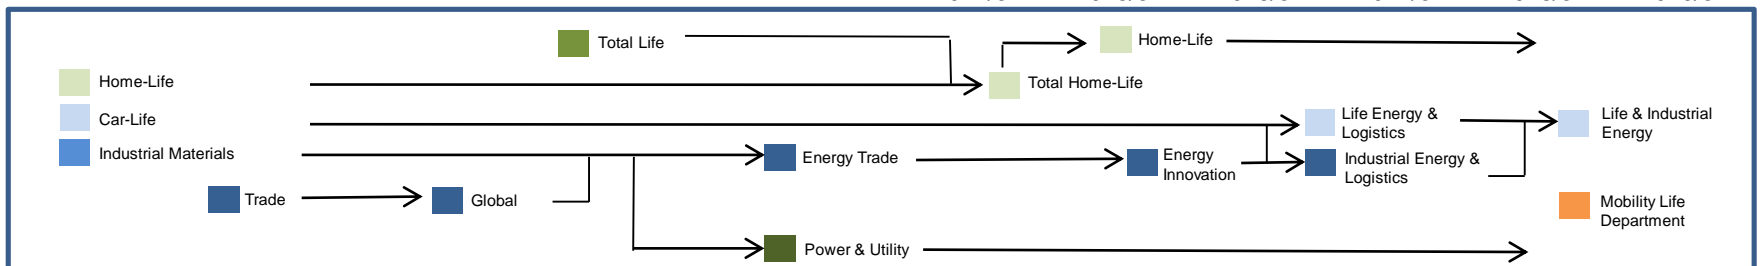 Total Life
Home-Life
Home-Life
Total Home-Life
Car-Life
Life Energy &
Logistics
Life & Industrial
Energy
Industrial Materials
Energy Trade
Energy
Innovation
Industrial Energy &
Logistics
Trade
Global
Mobility Life
Department
Power & Utility